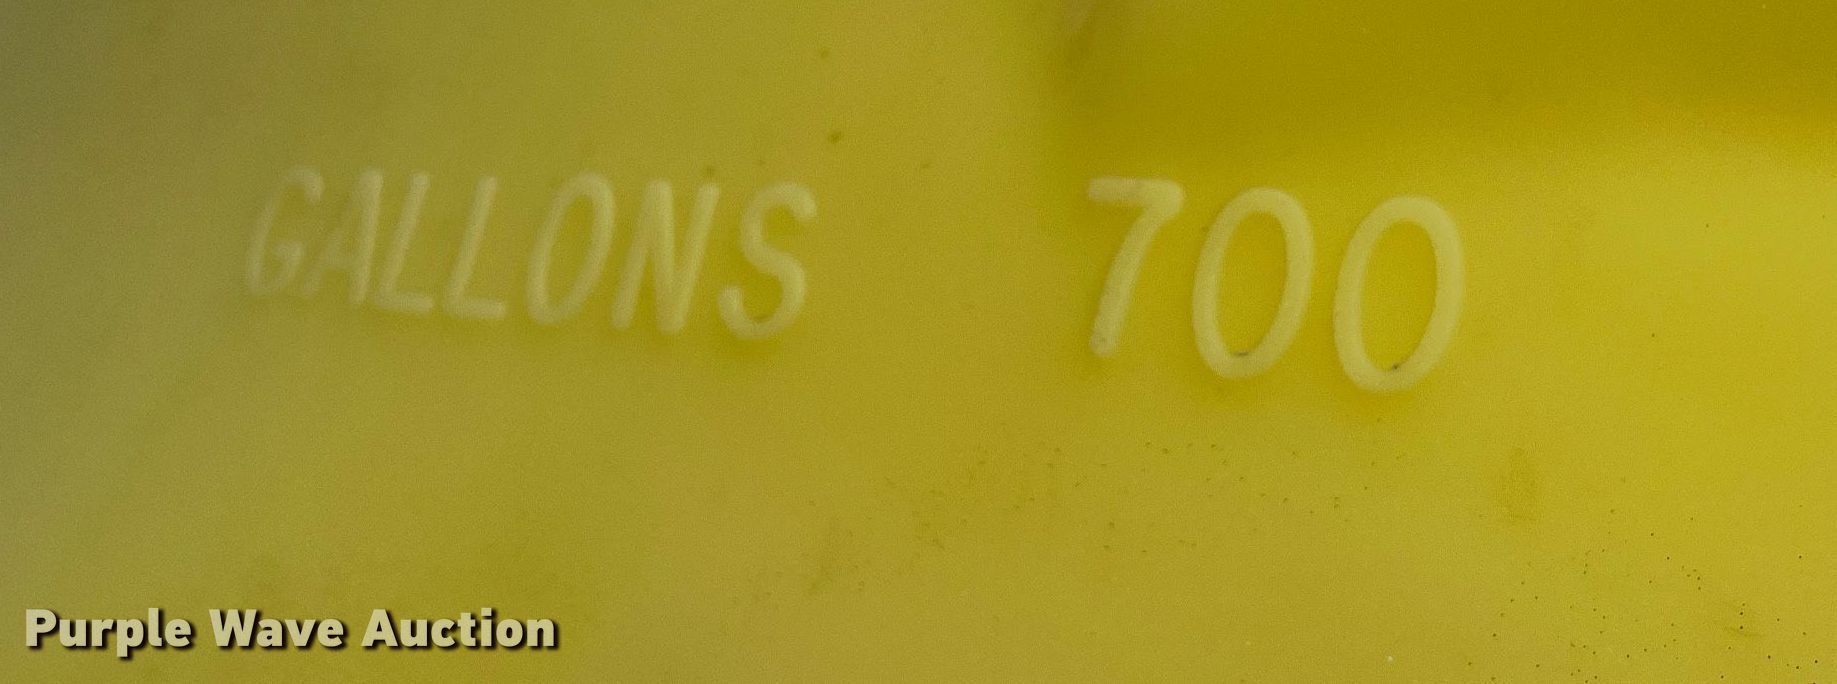 GALLONS 700
Purple Wave Auction